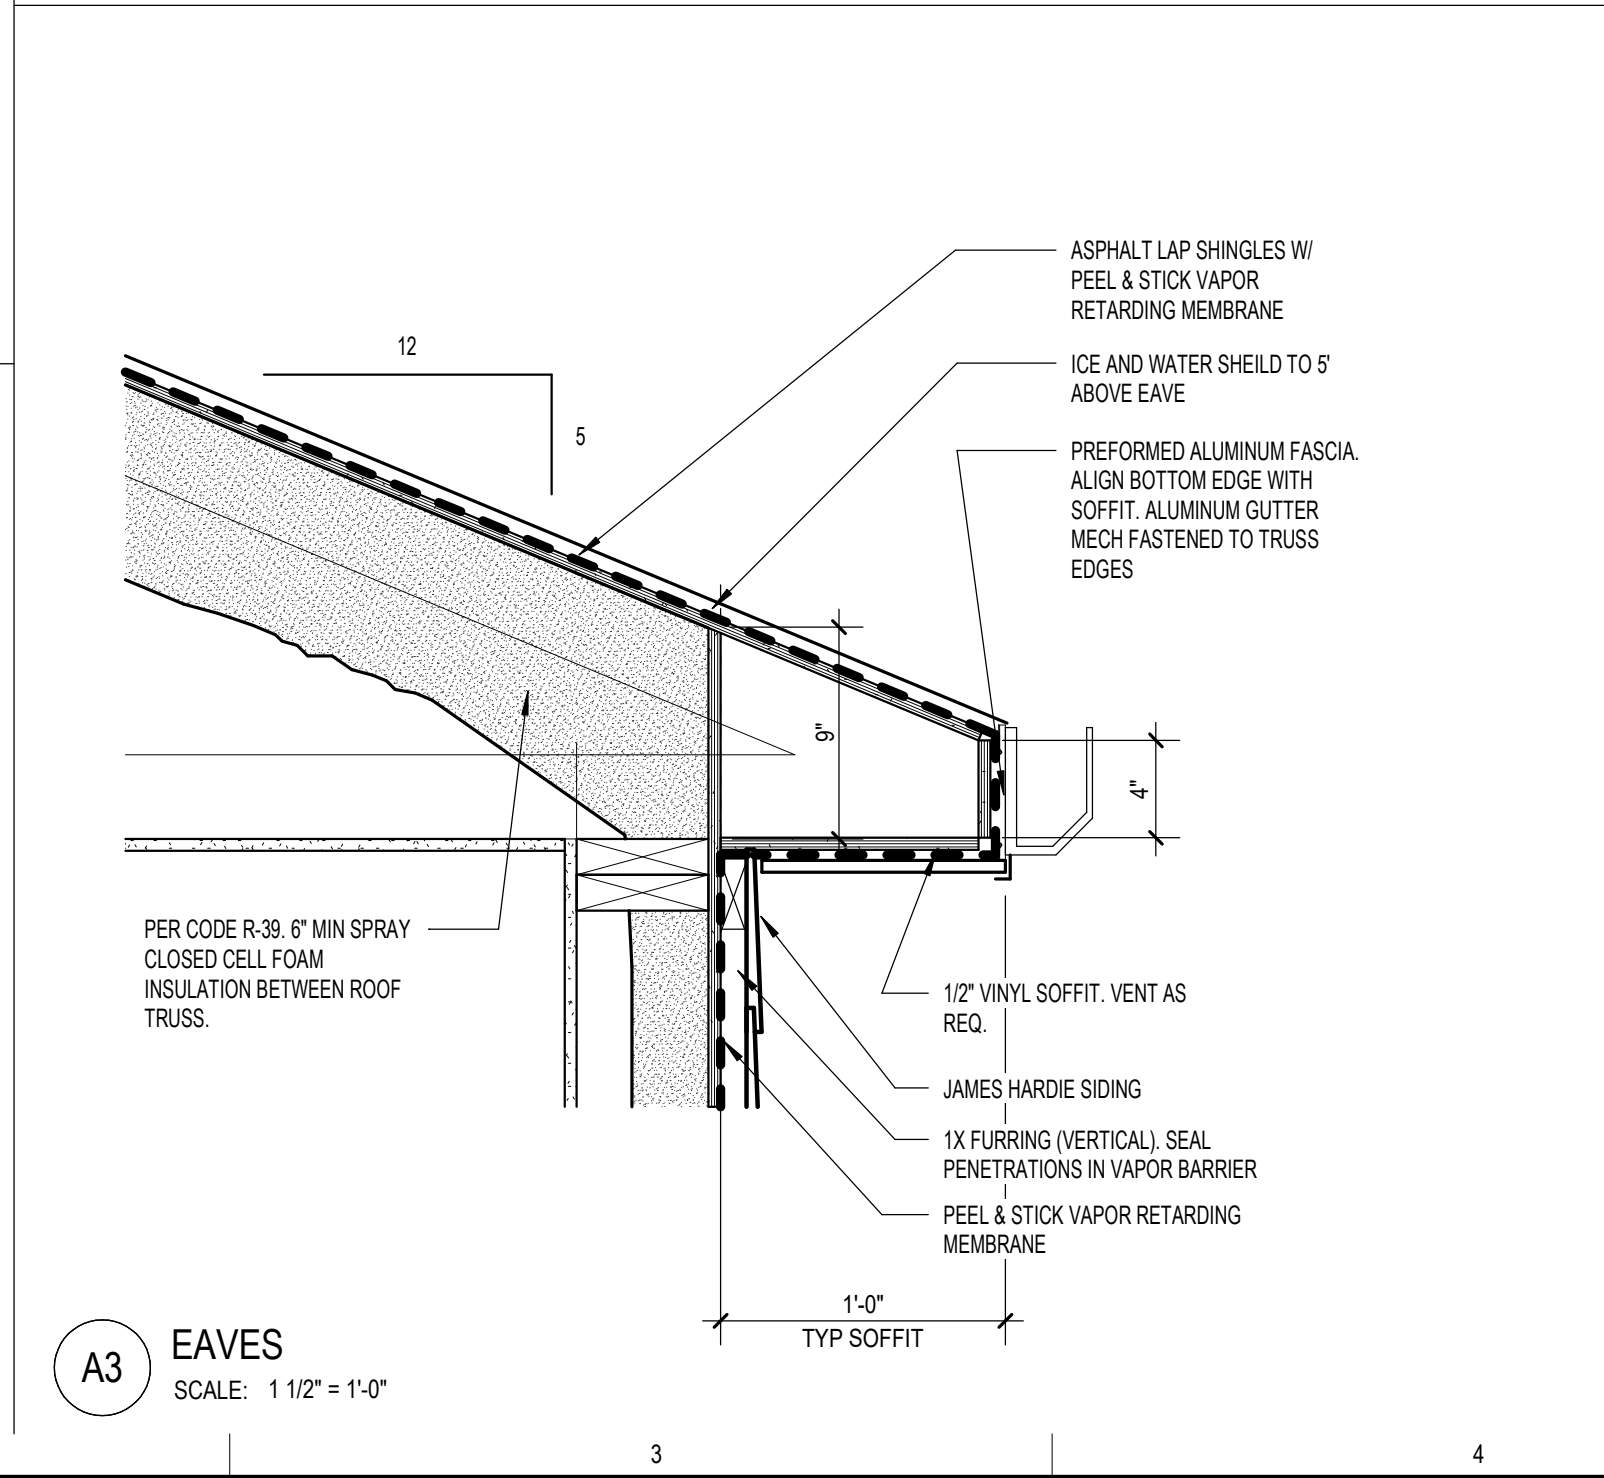 ASPHALT LAP SHINGLES W/
PEEL & STICK VAPOR
RETARDING MEMBRANE
12
ICE AND WATER SHEILD TO 5'
ABOVE EAVE
5
PREFORMED ALUMINUM FASCIA.
ALIGN BOTTOM EDGE WITH
SOFFIT. ALUMINUM GUTTER
MECH FASTENED TO TRUSS
EDGES
9"
4"
PER CODE R-39. 6" MIN SPRAY
CLOSED CELL FOAM
INSULATION BETWEEN ROOF
TRUSS.
1/2" VINYL SOFFIT. VENT AS
REQ.
JAMES HARDIE SIDING
1X FURRING (VERTICAL). SEAL
PENETRATIONS IN VAPOR BARRIER
PEEL & STICK VAPOR RETARDING
MEMBRANE
1'-0"
TYP SOFFIT
A3
EAVES
SCALE: 1 1/2" = 1'-0"
3
4